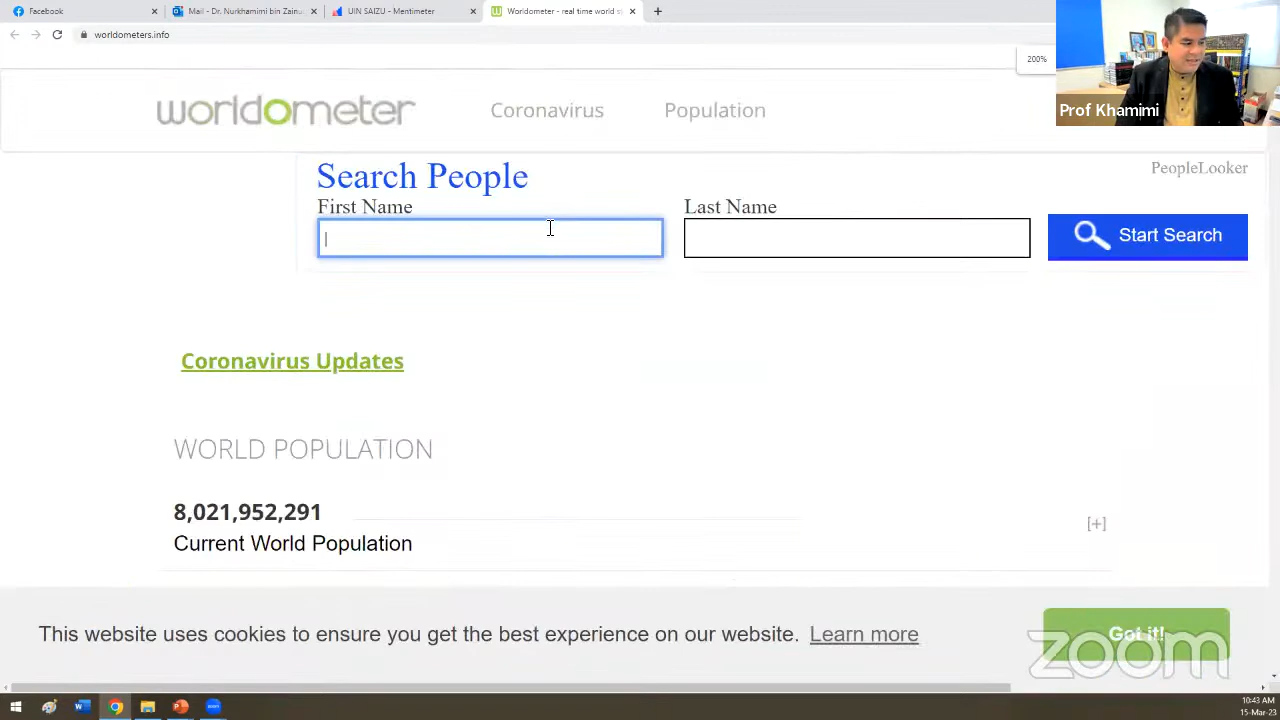 Facebook
Mail - Dr. Nurkhamimi bin Zainu
UIN SAIZU - Mentimeter
Worldometer - real time world s
worldometers.info
200%
Prof Khamimi
worldometer
Coronavirus
Population
Search People
PeopleLooker
First Name
Last Name
Start Search
Coronavirus Updates
WORLD POPULATION
8,021,952,291
[+]
Current World Population
This website uses cookies to ensure you get the best experience on our website. Learn more
Got it!
zoom
10:43 AM
15-Mar-23